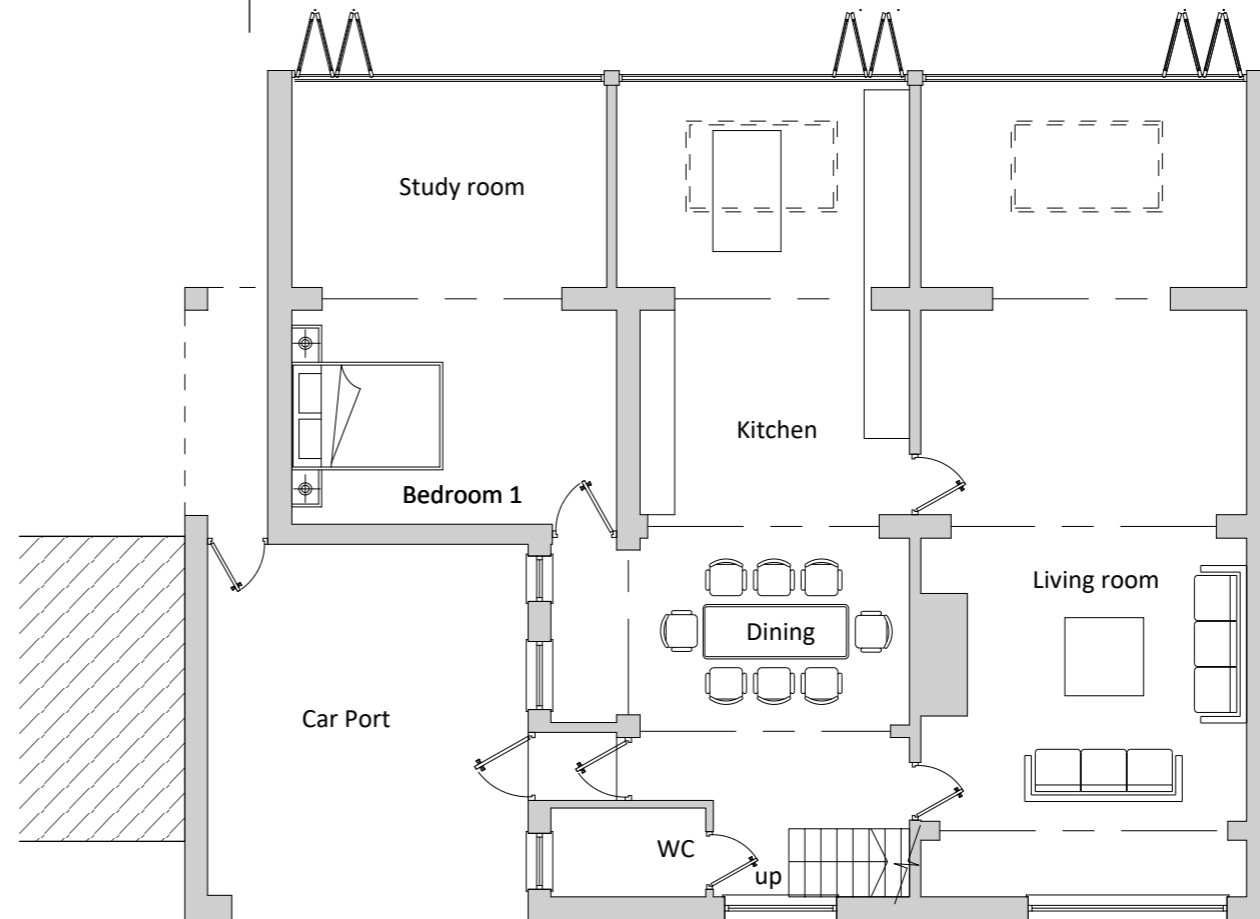 Study room
Kitchen
Bedroom 1
Living room
Dining
Car Port
WC
up